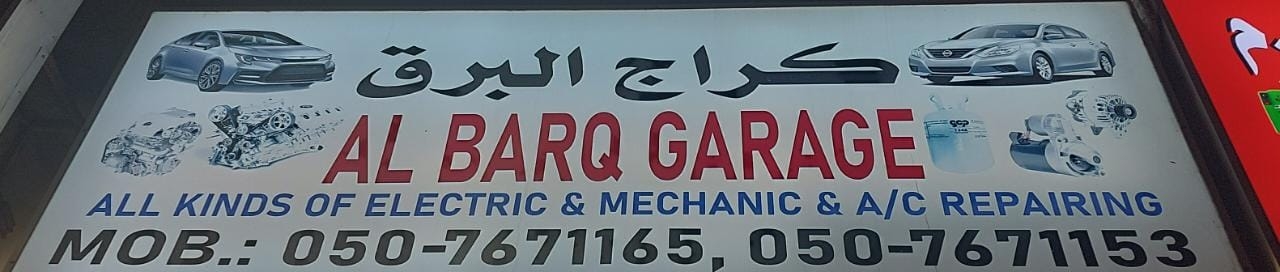 كراج البرق
AL BARQ GARAGE
ALL KINDS OF ELECTRIC & MECHANIC & A/C REPAIRING
MOB.: 050-7671165, 050-7671153